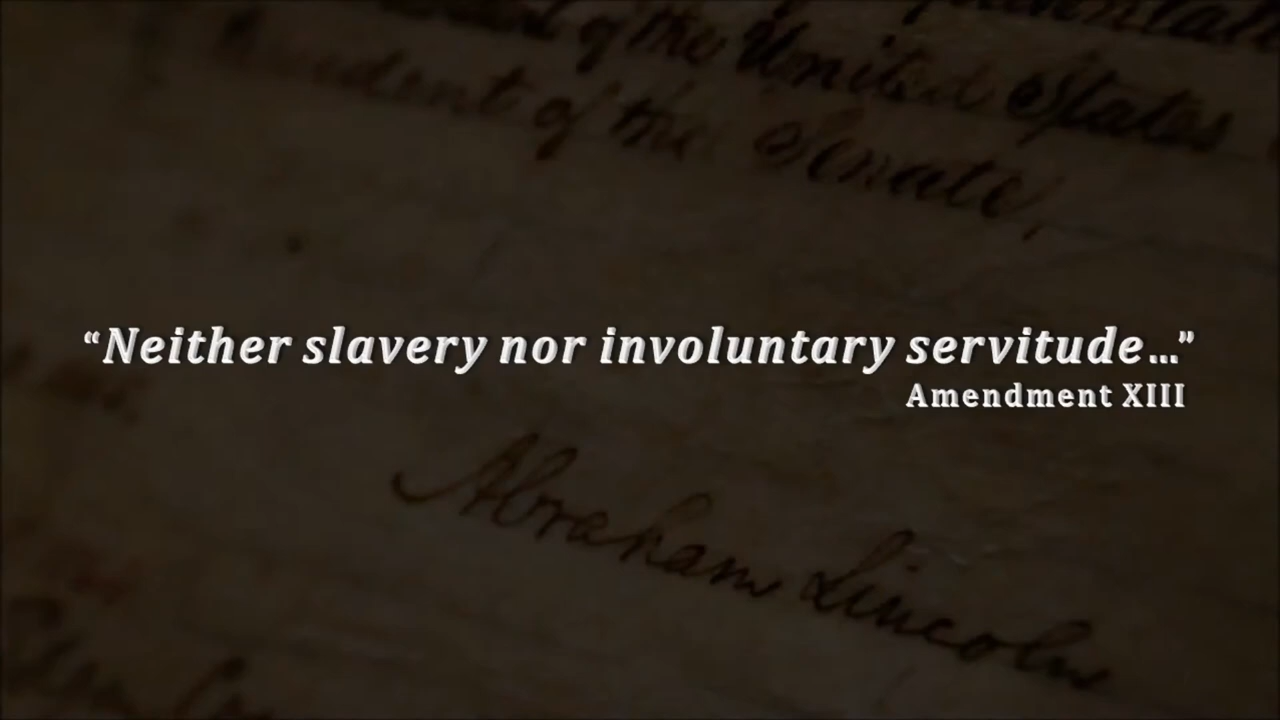 of the United States
of the Senate,
“Neither slavery nor involuntary servitude...”
Amendment XIII
Abraham Lincoln